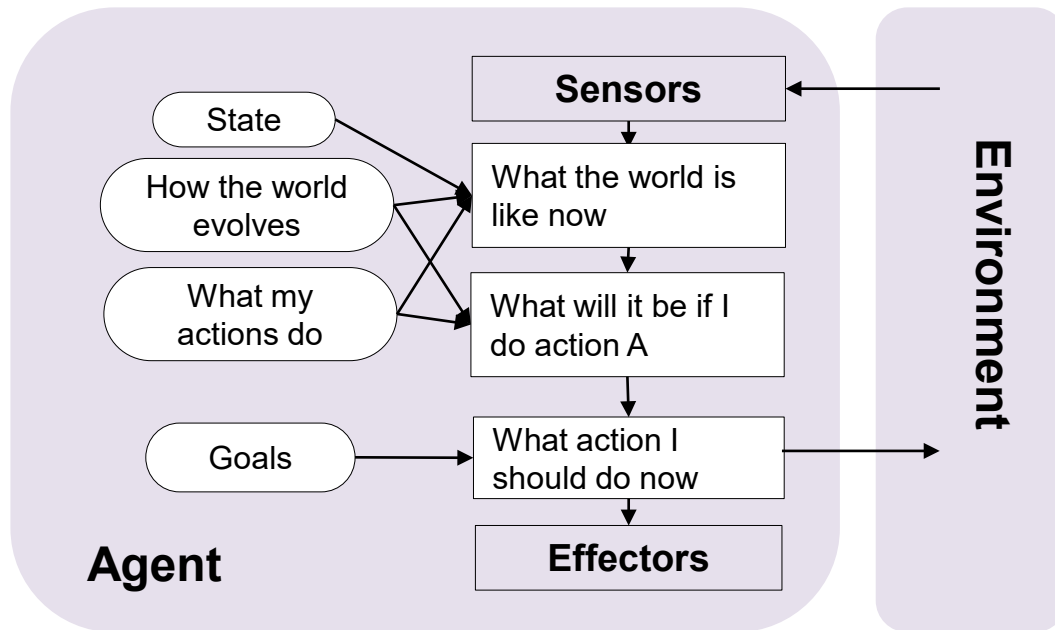 Sensors
State
What the world is
like now
How the world
evolves
What my
actions do
What will it be if I
do action A
Goals
What action I
should do now
Effectors
Agent
Environment